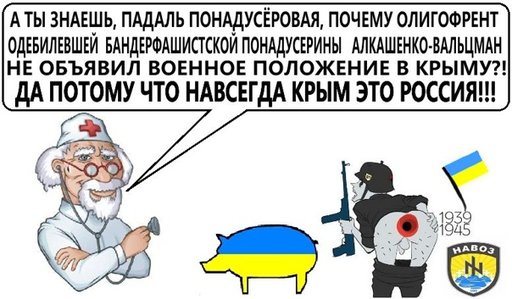 А ТЫ ЗНАЕШЬ, ПАДАЛЬ ПОНАДУСЁРОВАЯ, ПОЧЕМУ ОЛИГОФРЕНТ
ОДЕБИЛЕВШЕЙ БАНДЕРФАШИСТСКОЙ ПОНАДУСЕРИНЫ АЛКАШЕНКО-ВАЛЬЦМАН
НЕ ОБЪЯВИЛ ВОЕННОЕ ПОЛОЖЕНИЕ В КРЫМУ?!
ДА ПОТОМУ ЧТО НАВСЕГДА КРЫМ ЭТО РОССИЯ!!!
1939
1945
НАВОЗ